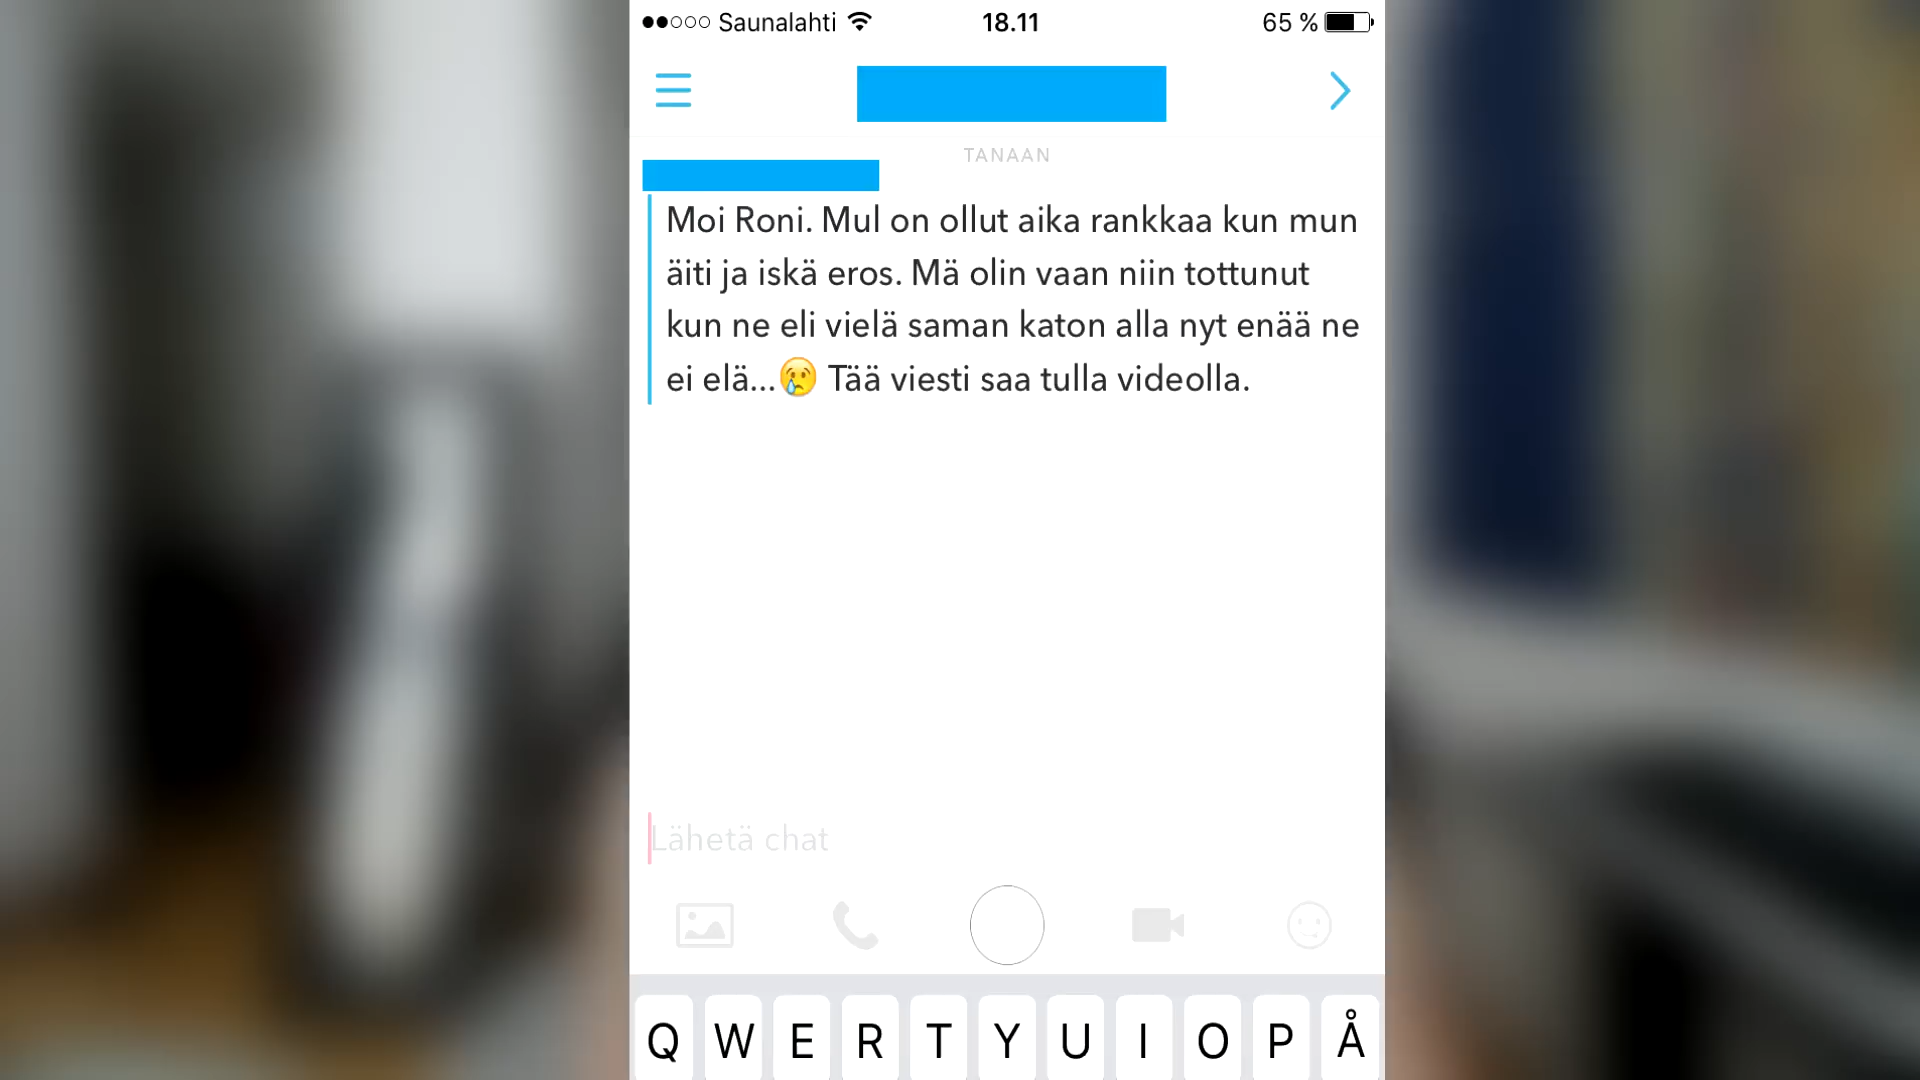 Saunalahti 18.11 65 %
TANAAN
Moi Roni. Mul on ollut aika rankkaa kun mun
äiti ja iskä eros. Mä olin vaan niin tottunut
kun ne eli vielä saman katon alla nyt enää ne
ei elä...😢 Tää viesti saa tulla videolla.
Lähetä chat
Q W E R T Y U I O P Å